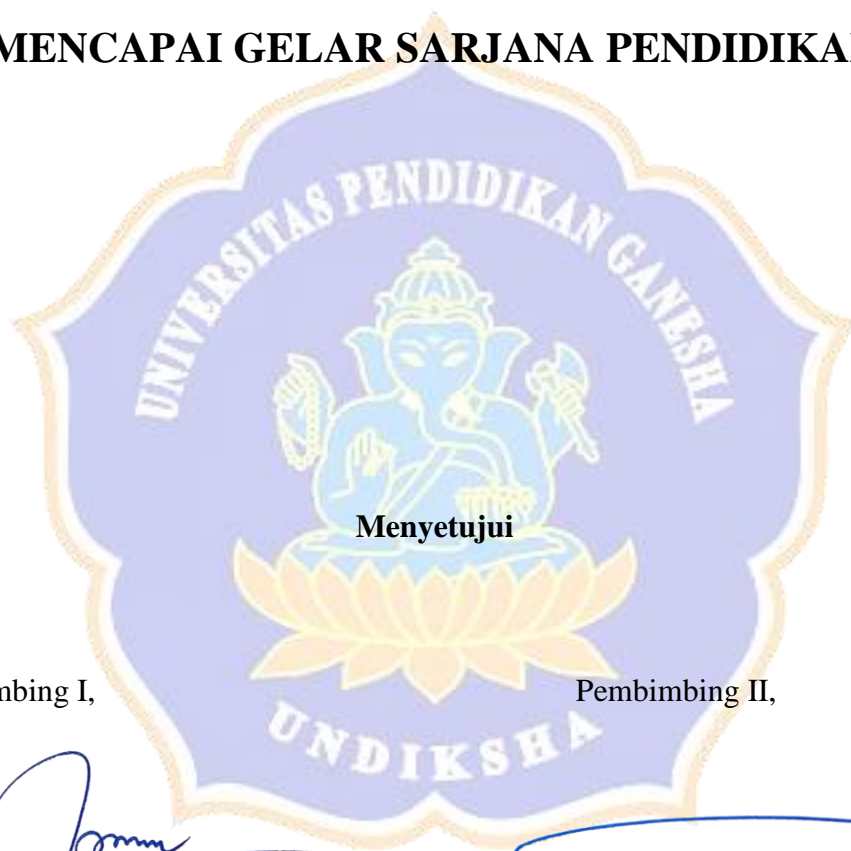 MENCAPAI GELAR SARJANA PENDIDIKA
UNIVERSITAS PENDIDIKAN GANESHA
Menyetujui
mbing I,
Pembimbing II,
UNDIKSHA